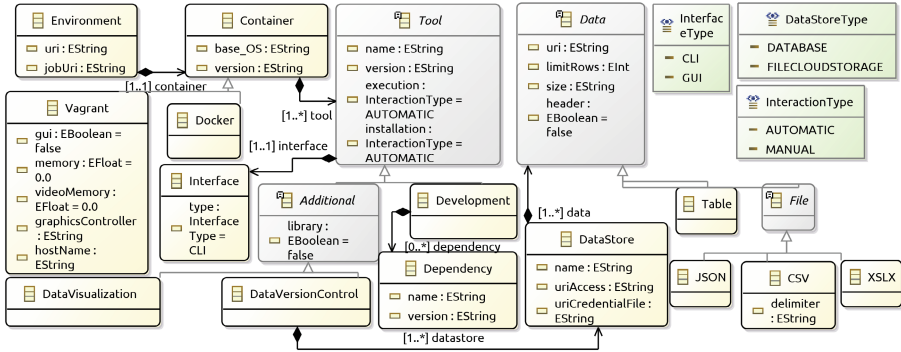 Environment
uri : EString
jobUri : EString
Container
base_OS : EString
version : EString
Tool
name : EString
version : EString
execution :
InteractionType =
AUTOMATIC
installation :
InteractionType =
AUTOMATIC
Data
uri : EString
limitRows : EInt
size : EString
header :
EBoolean =
false
Interfac
eType
CLI
GUI
DataStoreType
DATABASE
FILECLOUDSTORAGE
InteractionType
AUTOMATIC
MANUAL
[1..1] container
[1..*] tool
[1..1] interface
Vagrant
gui : EBoolean =
false
memory : EFloat =
0.0
videoMemory :
EFloat = 0.0
graphicsController
: EString
hostName :
EString
Docker
Interface
type :
Interface
Type =
CLI
Additional
library :
EBoolean =
false
Development
[0..*] dependency
Dependency
name : EString
version : EString
[1..*] data
DataStore
name : EString
uriAccess : EString
uriCredentialFile :
EString
Table
File
JSON
CSV
delimiter
: EString
XSLX
DataVisualization
DataVersionControl
[1..*] datastore